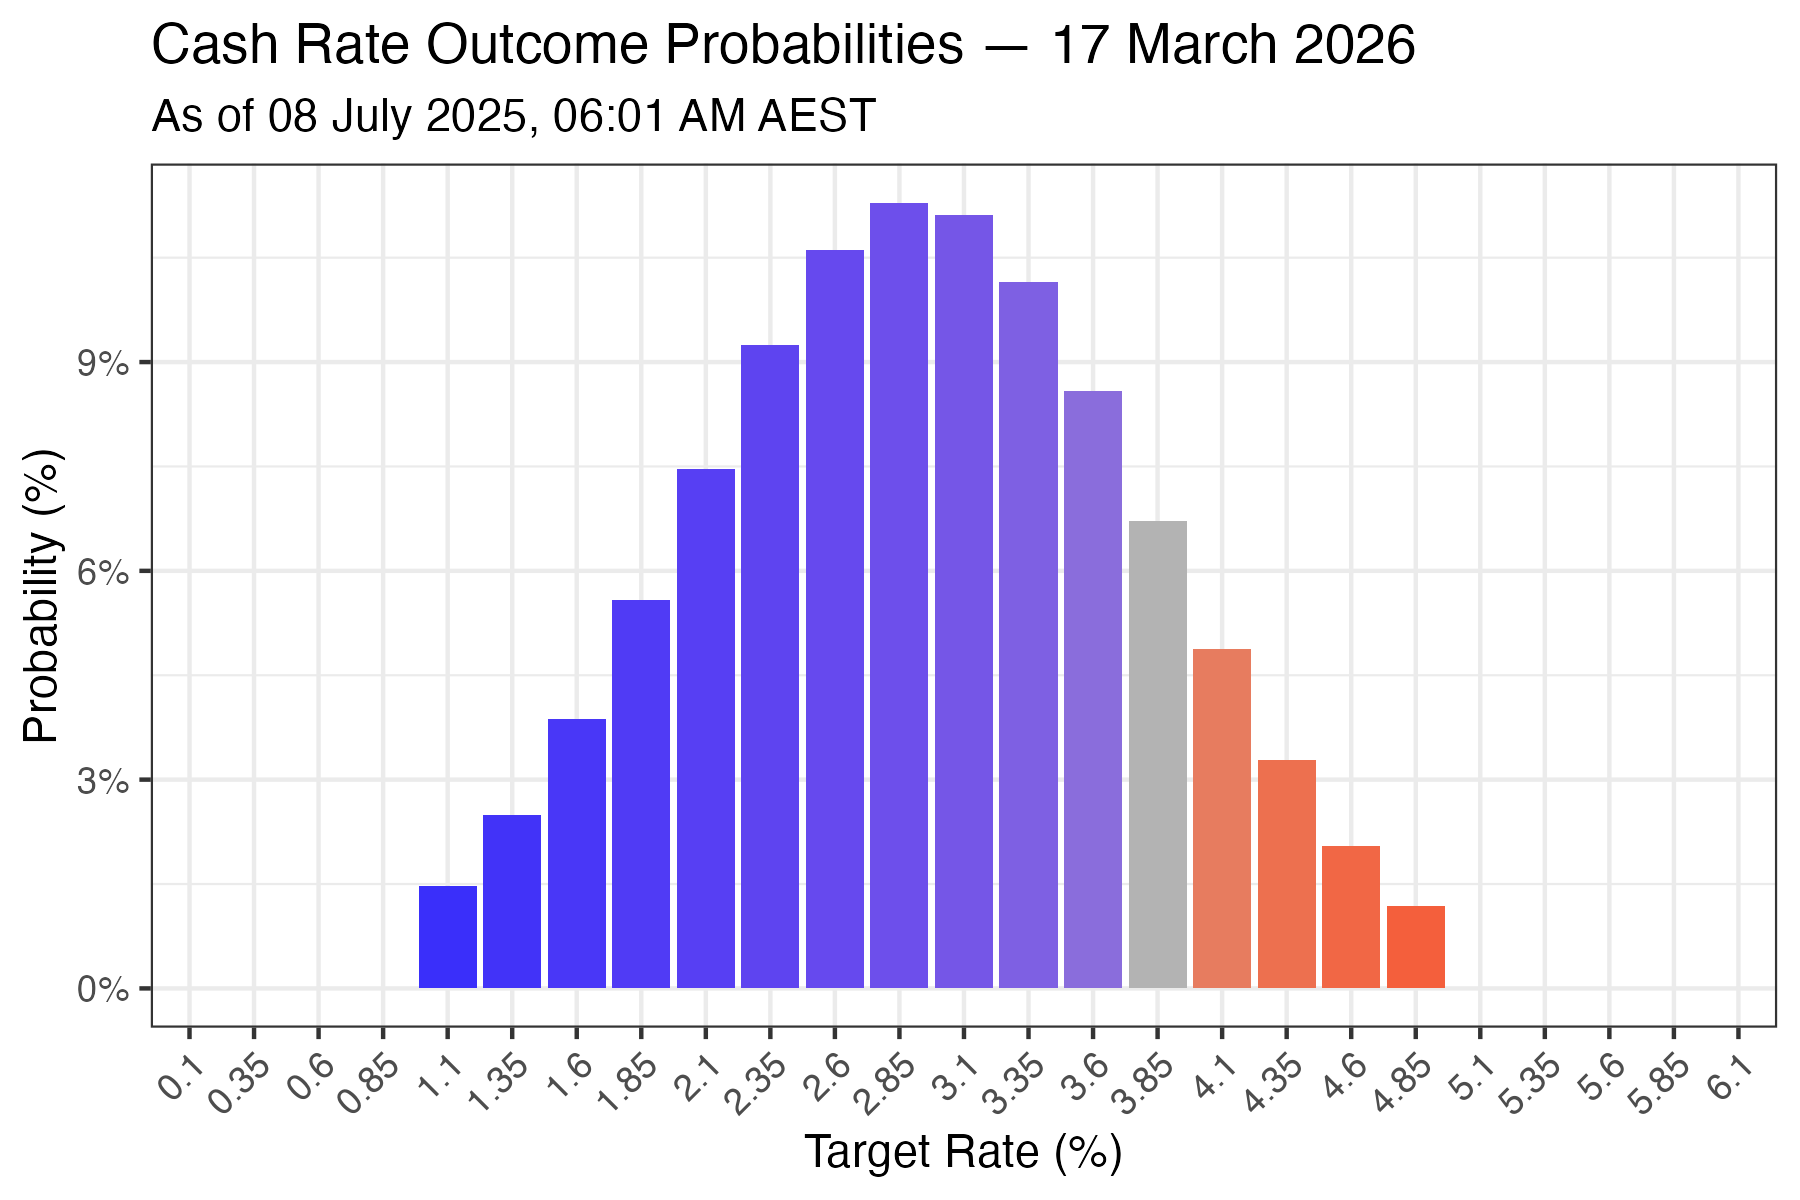 Cash Rate Outcome Probabilities — 17 March 2026
As of 08 July 2025, 06:01 AM AEST
Probability (%)
9%
6%
3%
0%
0.1 0.35 0.6 0.85 1.1 1.35 1.6 1.85 2.1 2.35 2.6 2.85 3.1 3.35 3.6 3.85 4.1 4.35 4.6 4.85 5.1 5.35 5.6 5.85 6.1
Target Rate (%)